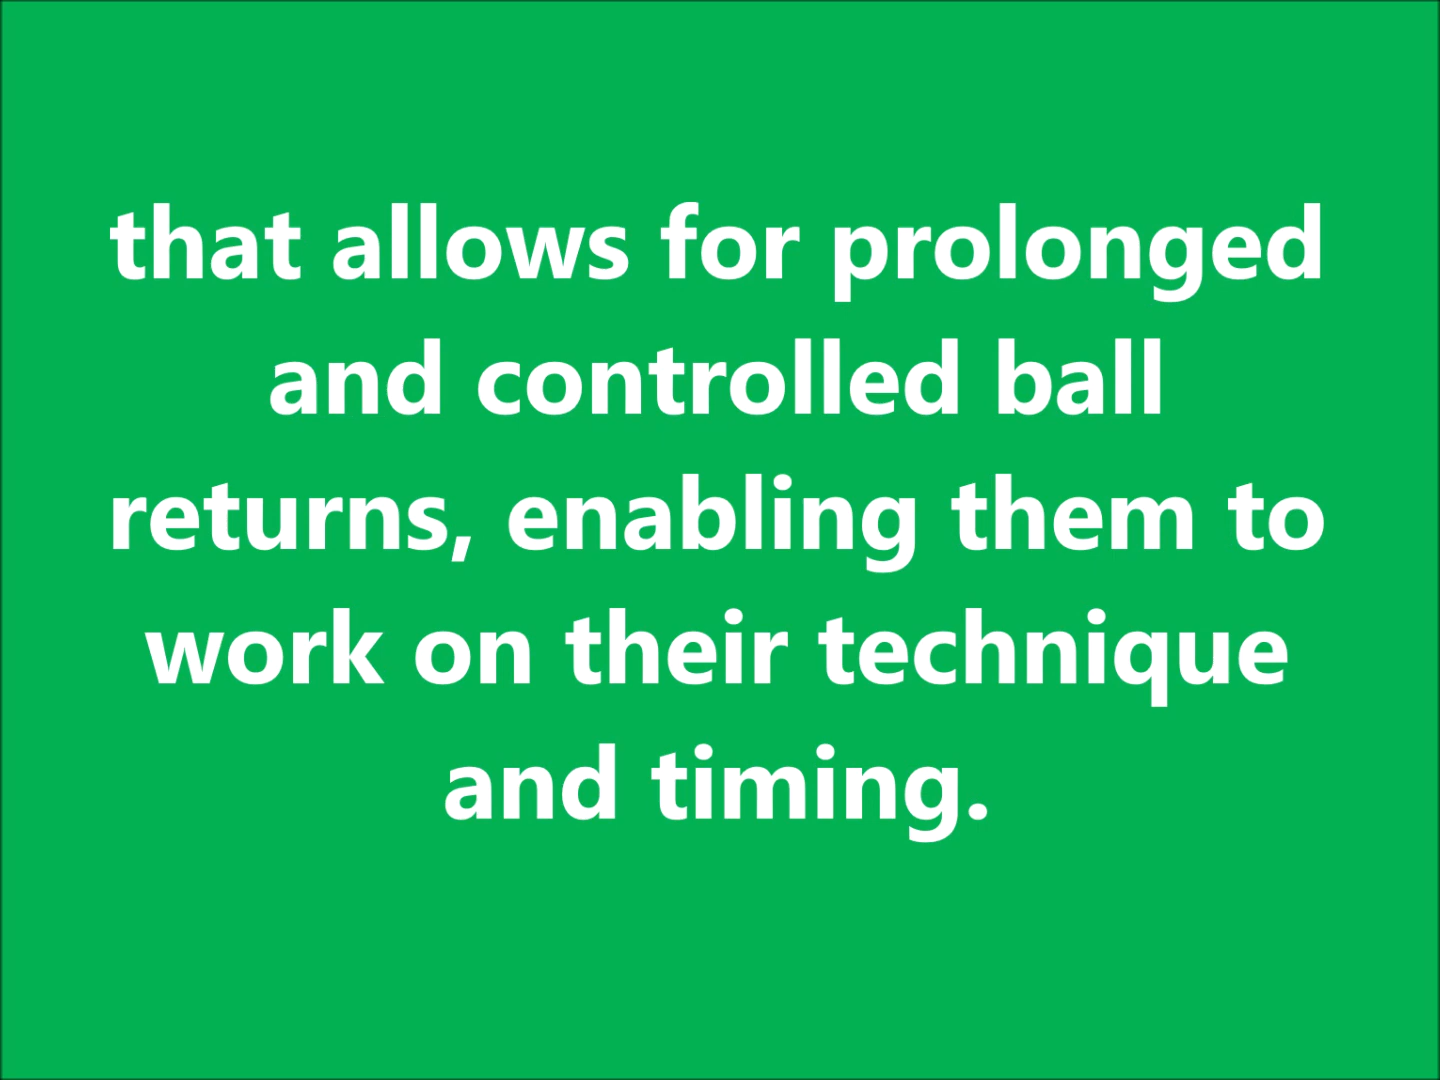 that allows for prolonged
and controlled ball
returns, enabling them to
work on their technique
and timing.